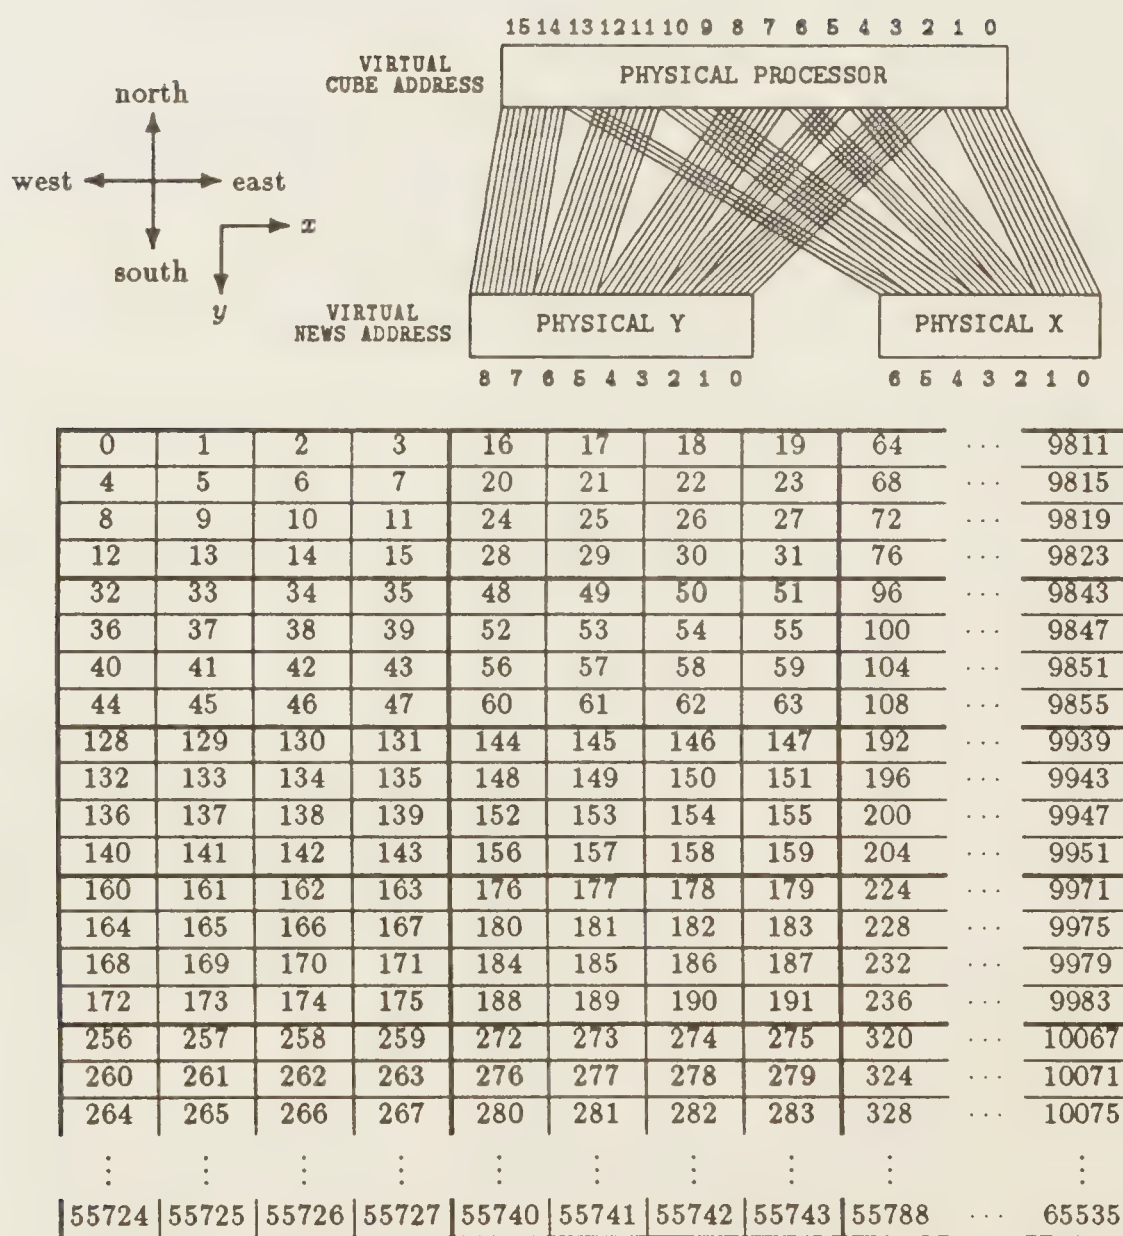 15 14 13 12 11 10 9 8 7 6 5 4 3 2 1 0
VIRTUAL
CUBE ADDRESS
PHYSICAL PROCESSOR
north
west east
x
south
y
VIRTUAL
NEWS ADDRESS
PHYSICAL Y PHYSICAL X
8 7 6 5 4 3 2 1 0 6 5 4 3 2 1 0
0 1 2 3 16 17 18 19 64 ... 9811
4 5 6 7 20 21 22 23 68 ... 9815
8 9 10 11 24 25 26 27 72 ... 9819
12 13 14 15 28 29 30 31 76 ... 9823
32 33 34 35 48 49 50 51 96 ... 9843
36 37 38 39 52 53 54 55 100 ... 9847
40 41 42 43 56 57 58 59 104 ... 9851
44 45 46 47 60 61 62 63 108 ... 9855
128 129 130 131 144 145 146 147 192 ... 9939
132 133 134 135 148 149 150 151 196 ... 9943
136 137 138 139 152 153 154 155 200 ... 9947
140 141 142 143 156 157 158 159 204 ... 9951
160 161 162 163 176 177 178 179 224 ... 9971
164 165 166 167 180 181 182 183 228 ... 9975
168 169 170 171 184 185 186 187 232 ... 9979
172 173 174 175 188 189 190 191 236 ... 9983
256 257 258 259 272 273 274 275 320 ... 10067
260 261 262 263 276 277 278 279 324 ... 10071
264 265 266 267 280 281 282 283 328 ... 10075
⋮ ⋮ ⋮ ⋮ ⋮ ⋮ ⋮ ⋮ ⋮ ⋮
55724 55725 55726 55727 55740 55741 55742 55743 55788 ... 65535